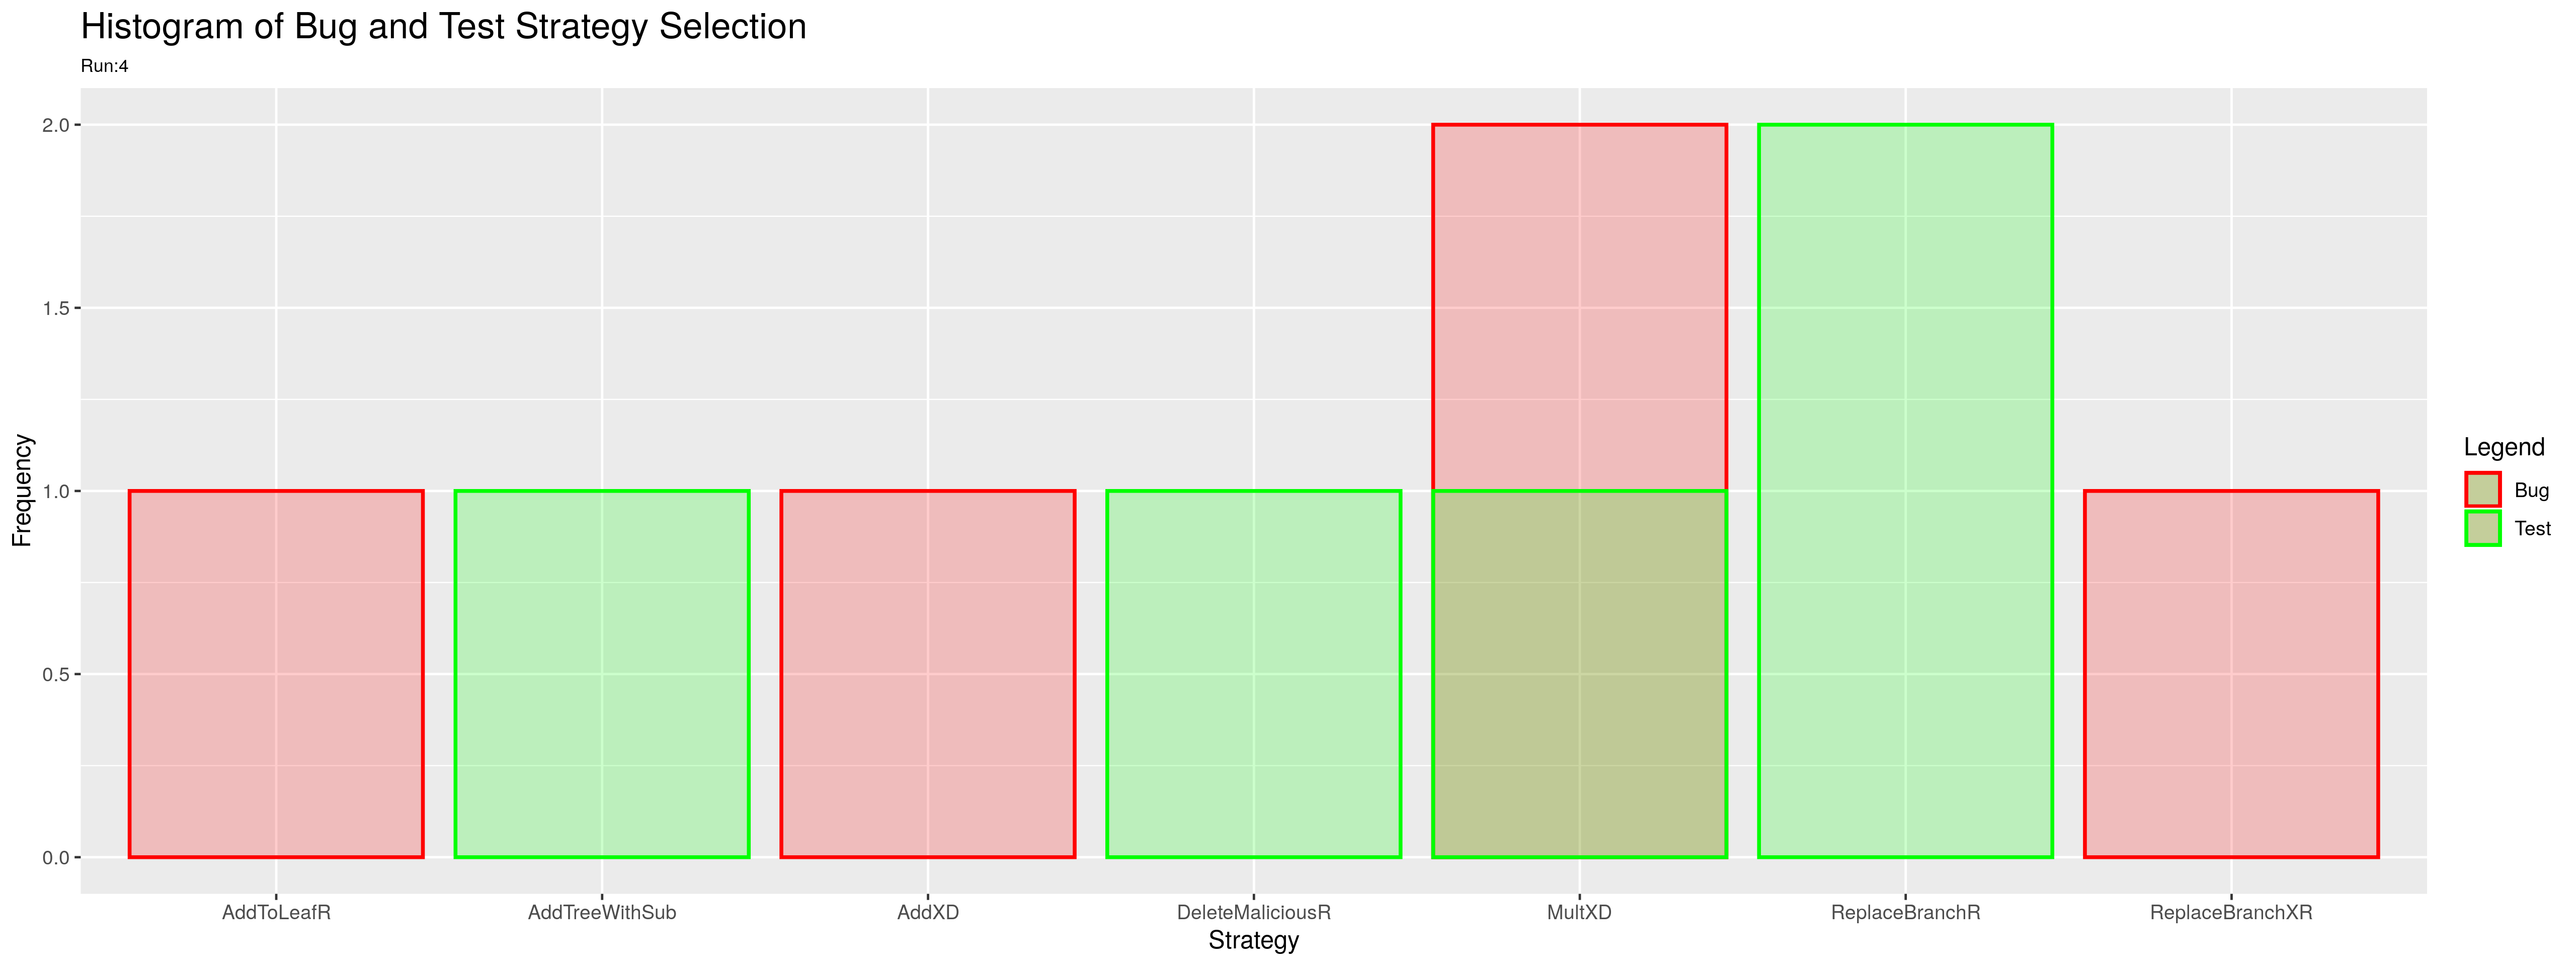 Histogram of Bug and Test Strategy Selection
Run:4
Frequency
2.0
1.5
1.0
0.5
0.0
AddToLeafR AddTreeWithSub AddXD DeleteMaliciousR MultXD ReplaceBranchR ReplaceBranchXR
Strategy
Legend
Bug
Test